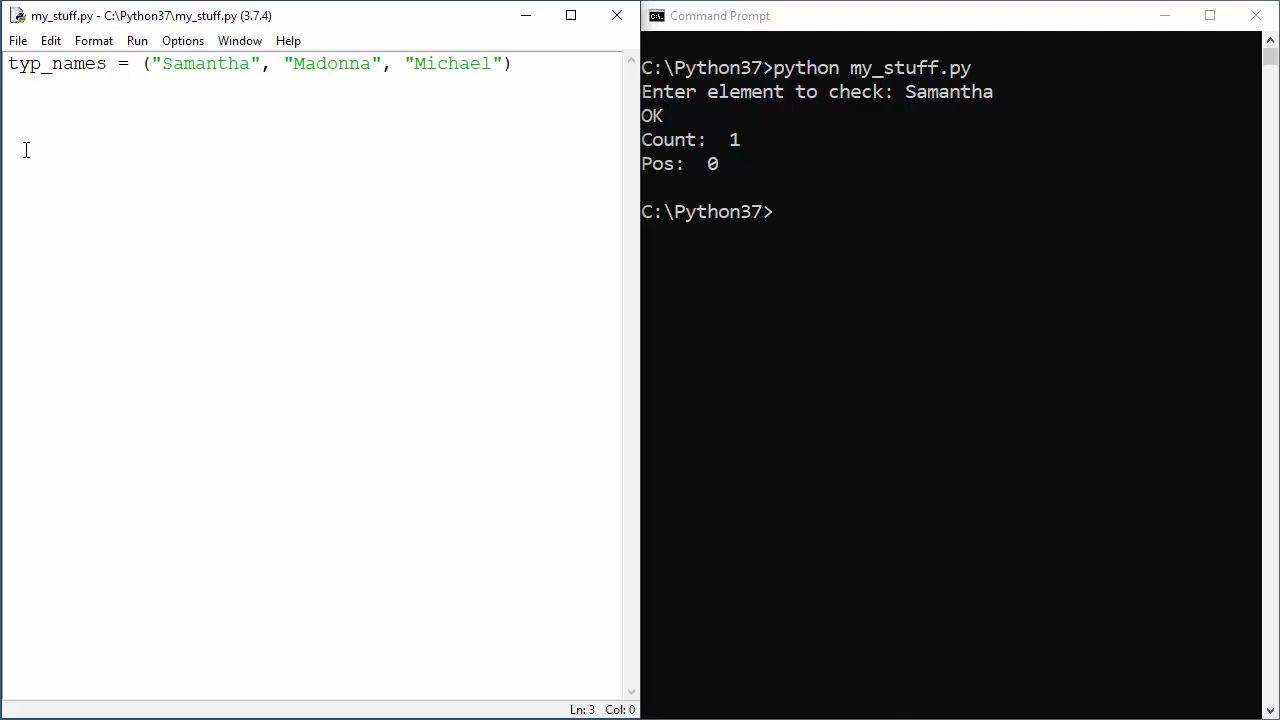 my_stuff.py - C:\Python37\my_stuff.py (3.7.4)
File Edit Format Run Options Window Help
typ_names = ("Samantha", "Madonna", "Michael")
Ln: 3 Col: 0
Command Prompt
C:\Python37>python my_stuff.py
Enter element to check: Samantha
OK
Count:  1
Pos:  0
C:\Python37>